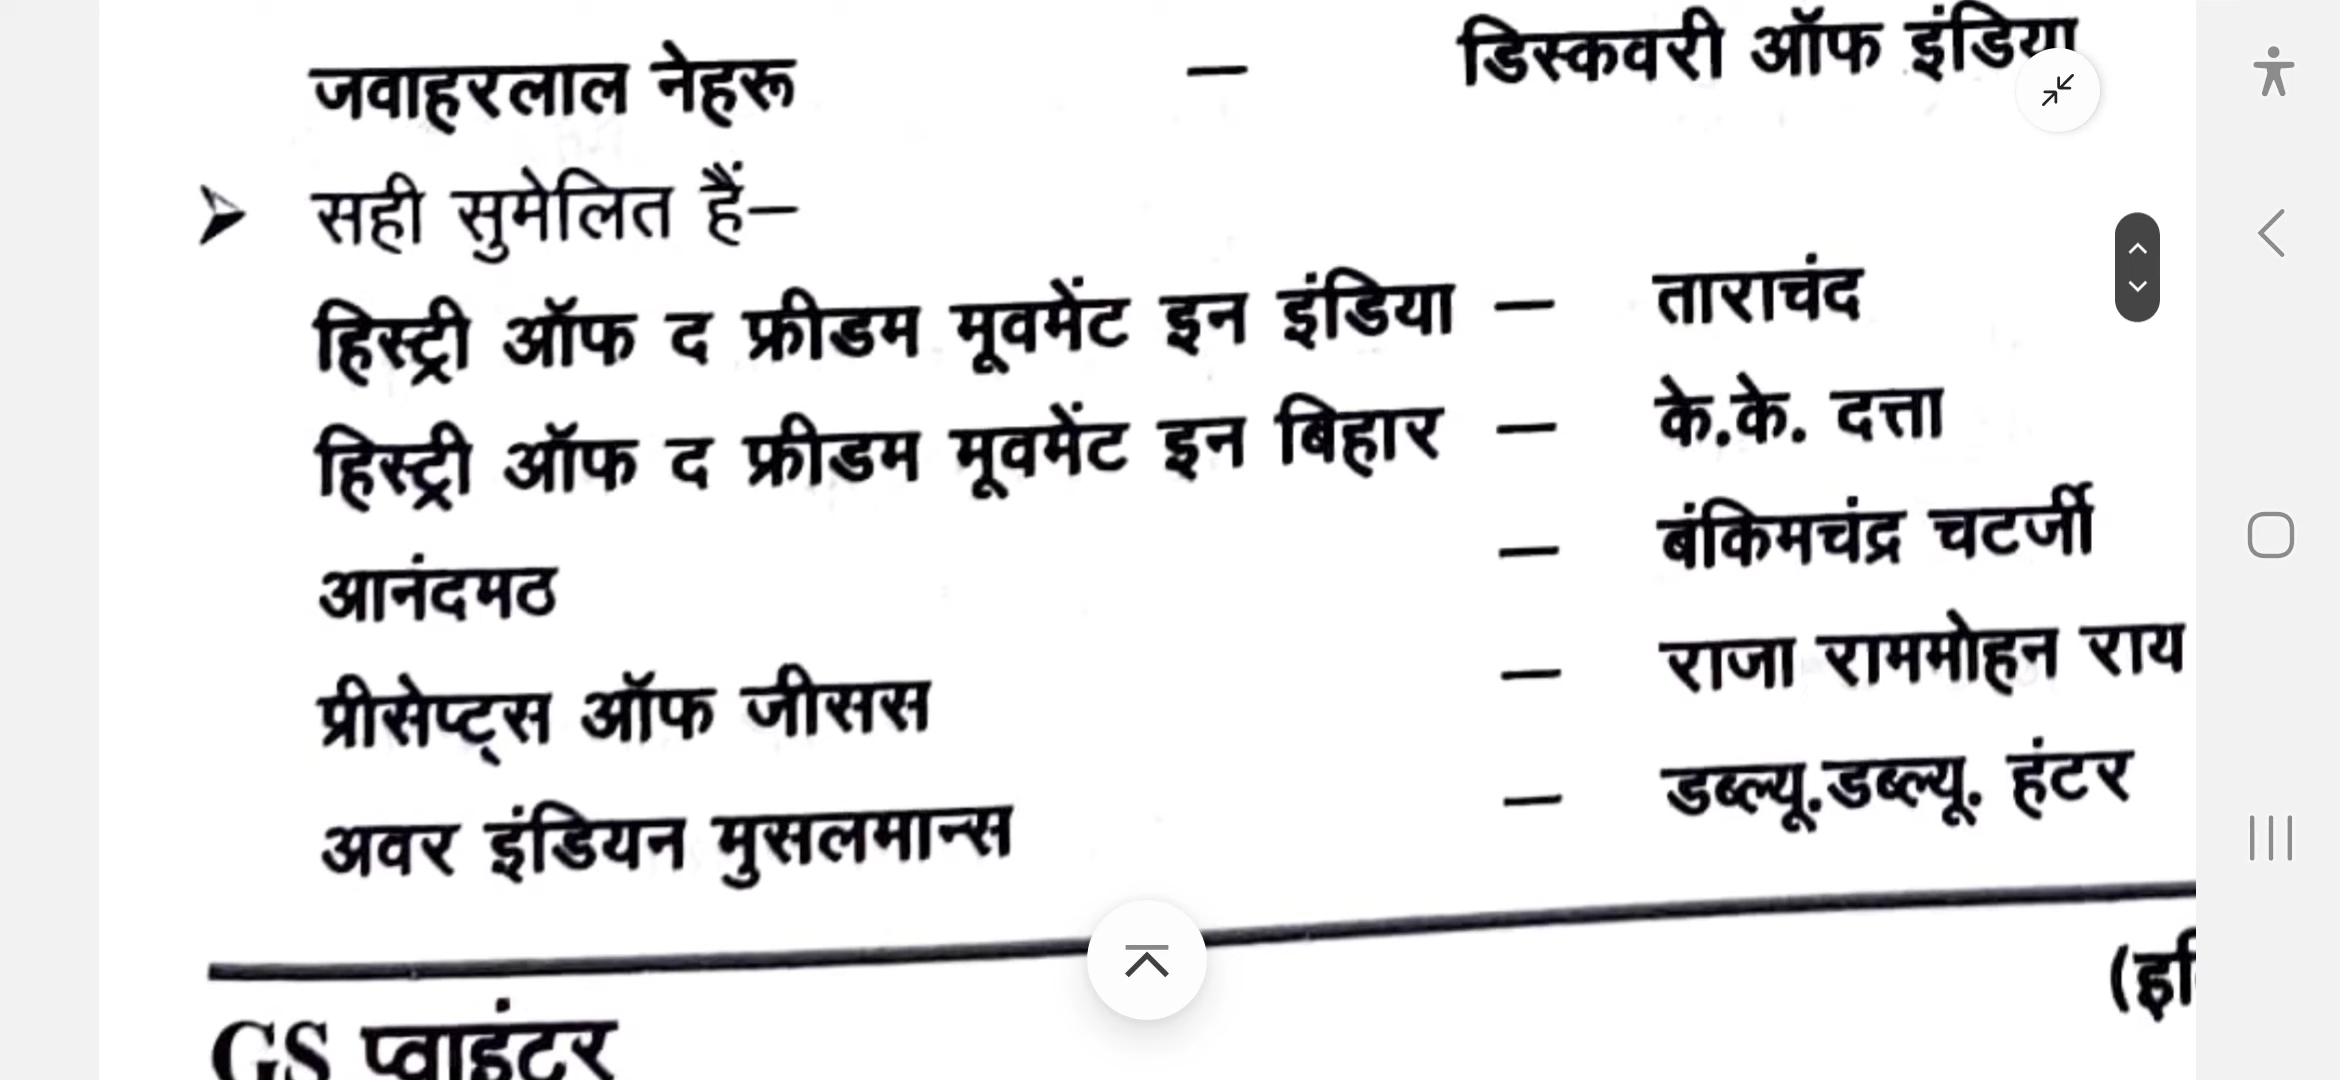 जवाहरलाल नेहरू — डिस्कवरी ऑफ इंडिया
सही सुमेलित हैं–
हिस्ट्री ऑफ द फ्रीडम मूवमेंट इन इंडिया — ताराचंद
हिस्ट्री ऑफ द फ्रीडम मूवमेंट इन बिहार — के.के. दत्ता
आनंदमठ — बंकिमचंद्र चटर्जी
प्रीसेप्ट्स ऑफ जीसस — राजा राममोहन राय
अवर इंडियन मुसलमान्स — डब्ल्यू.डब्ल्यू. हंटर
GS प्वाइंटर